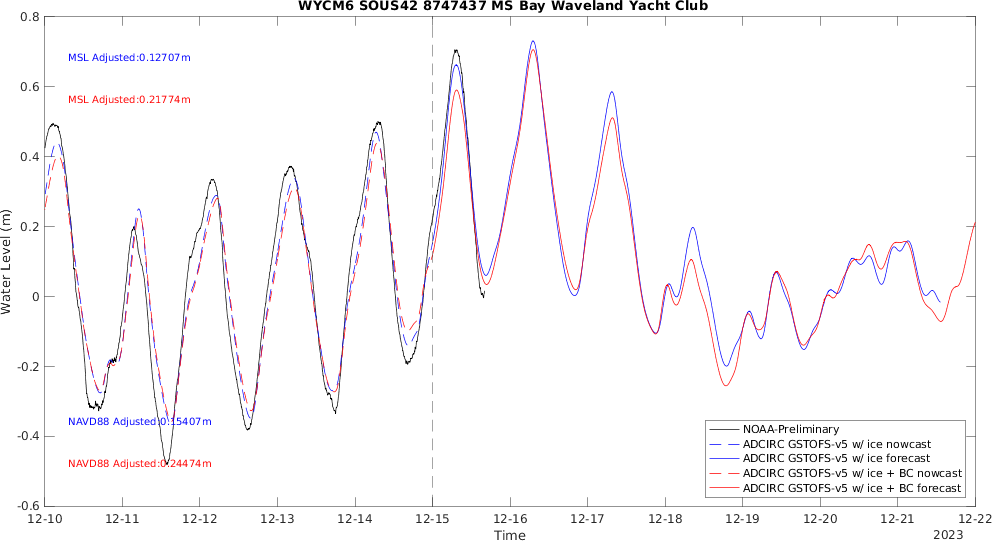 WYCM6 SOUS42 8747437 MS Bay Waveland Yacht Club
0.8
0.6
0.4
0.2
0
-0.2
-0.4
-0.6
Water Level (m)
MSL Adjusted:0.12707m
MSL Adjusted:0.21774m
NAVD88 Adjusted:0.15407m
NAVD88 Adjusted:0.24474m
NOAA-Preliminary
ADCIRC GSTOFS-v5 w/ ice nowcast
ADCIRC GSTOFS-v5 w/ ice forecast
ADCIRC GSTOFS-v5 w/ ice + BC nowcast
ADCIRC GSTOFS-v5 w/ ice + BC forecast
12-10 12-11 12-12 12-13 12-14 12-15 12-16 12-17 12-18 12-19 12-20 12-21 12-22
Time
2023